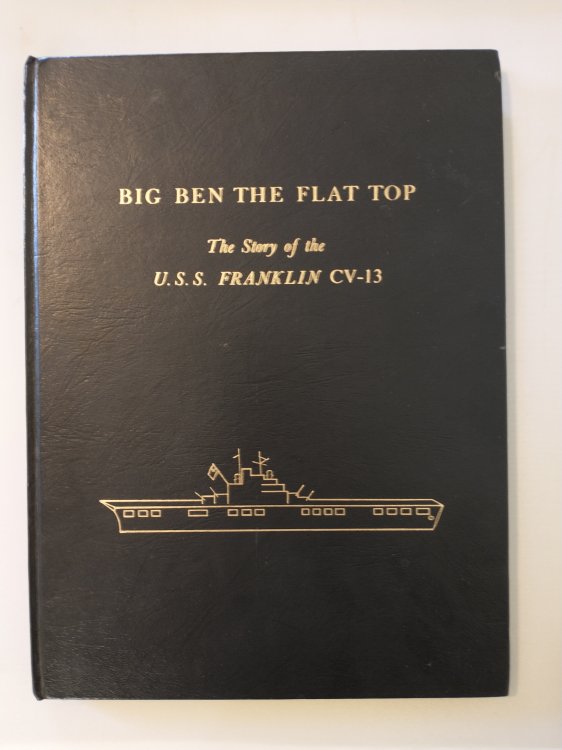 BIG BEN THE FLAT TOP
The Story of the
U.S.S. FRANKLIN CV-13